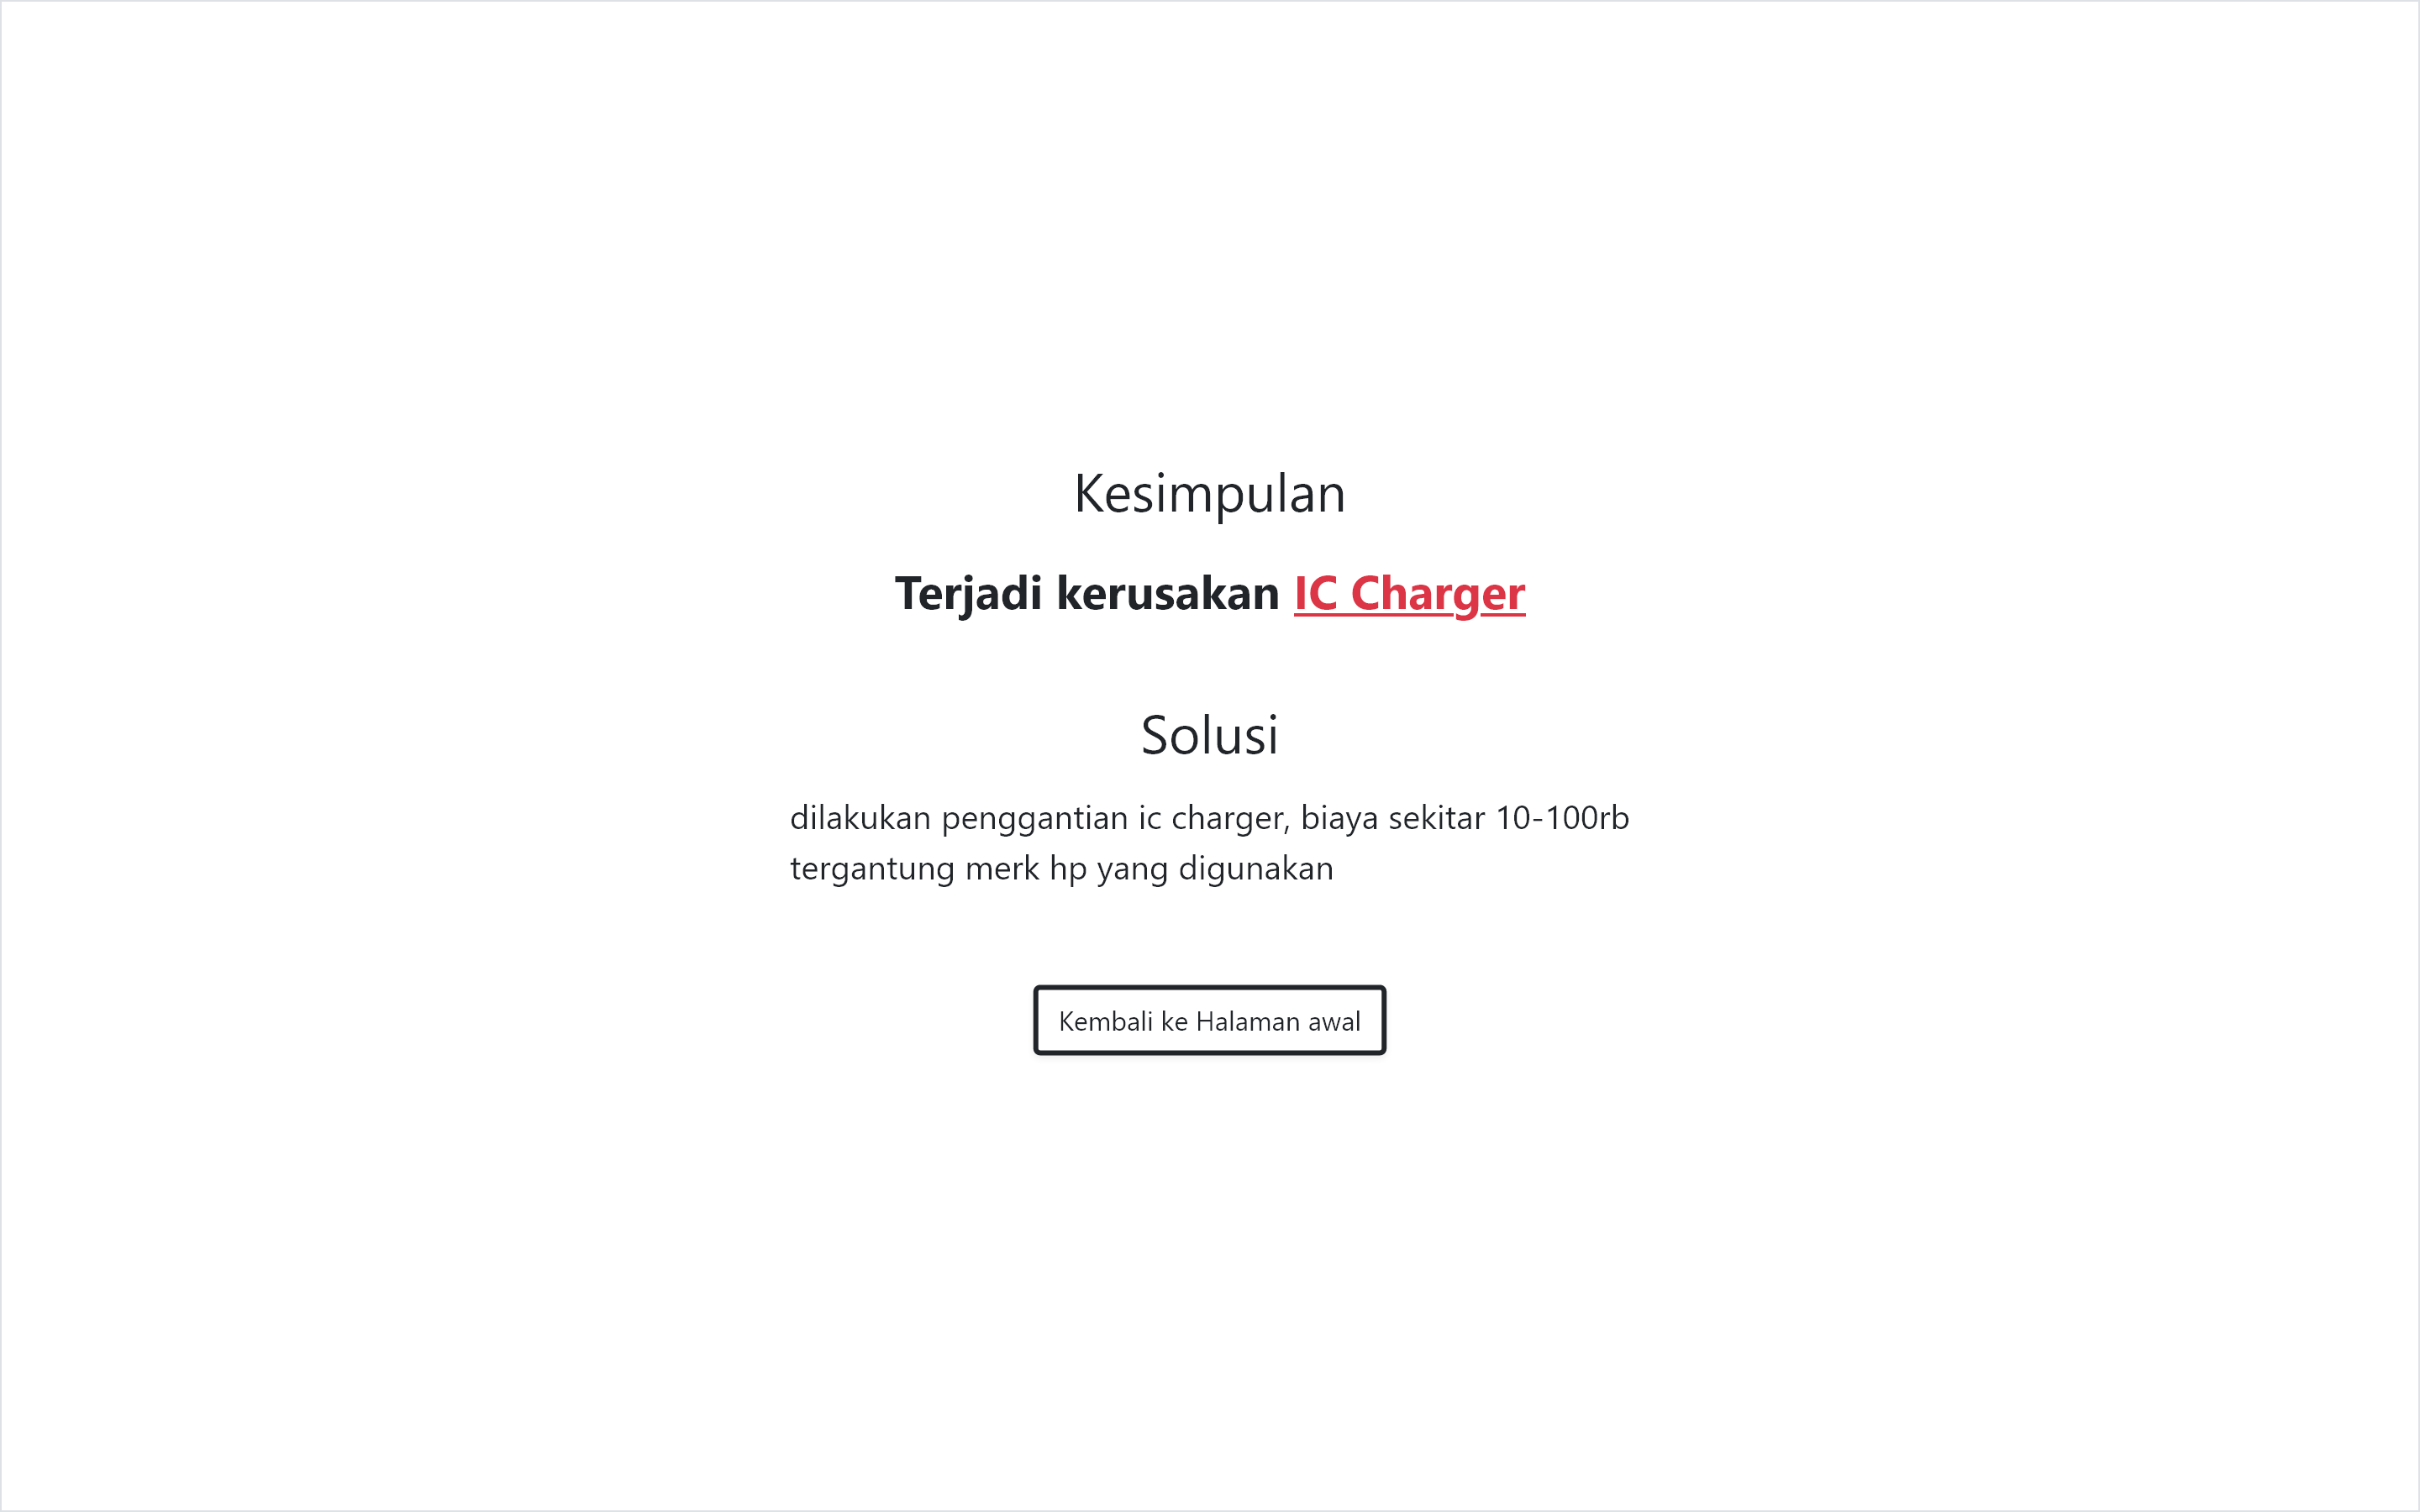 Kesimpulan
Terjadi kerusakan IC Charger
Solusi
dilakukan penggantian ic charger, biaya sekitar 10-100rb
tergantung merk hp yang digunakan
Kembali ke Halaman awal